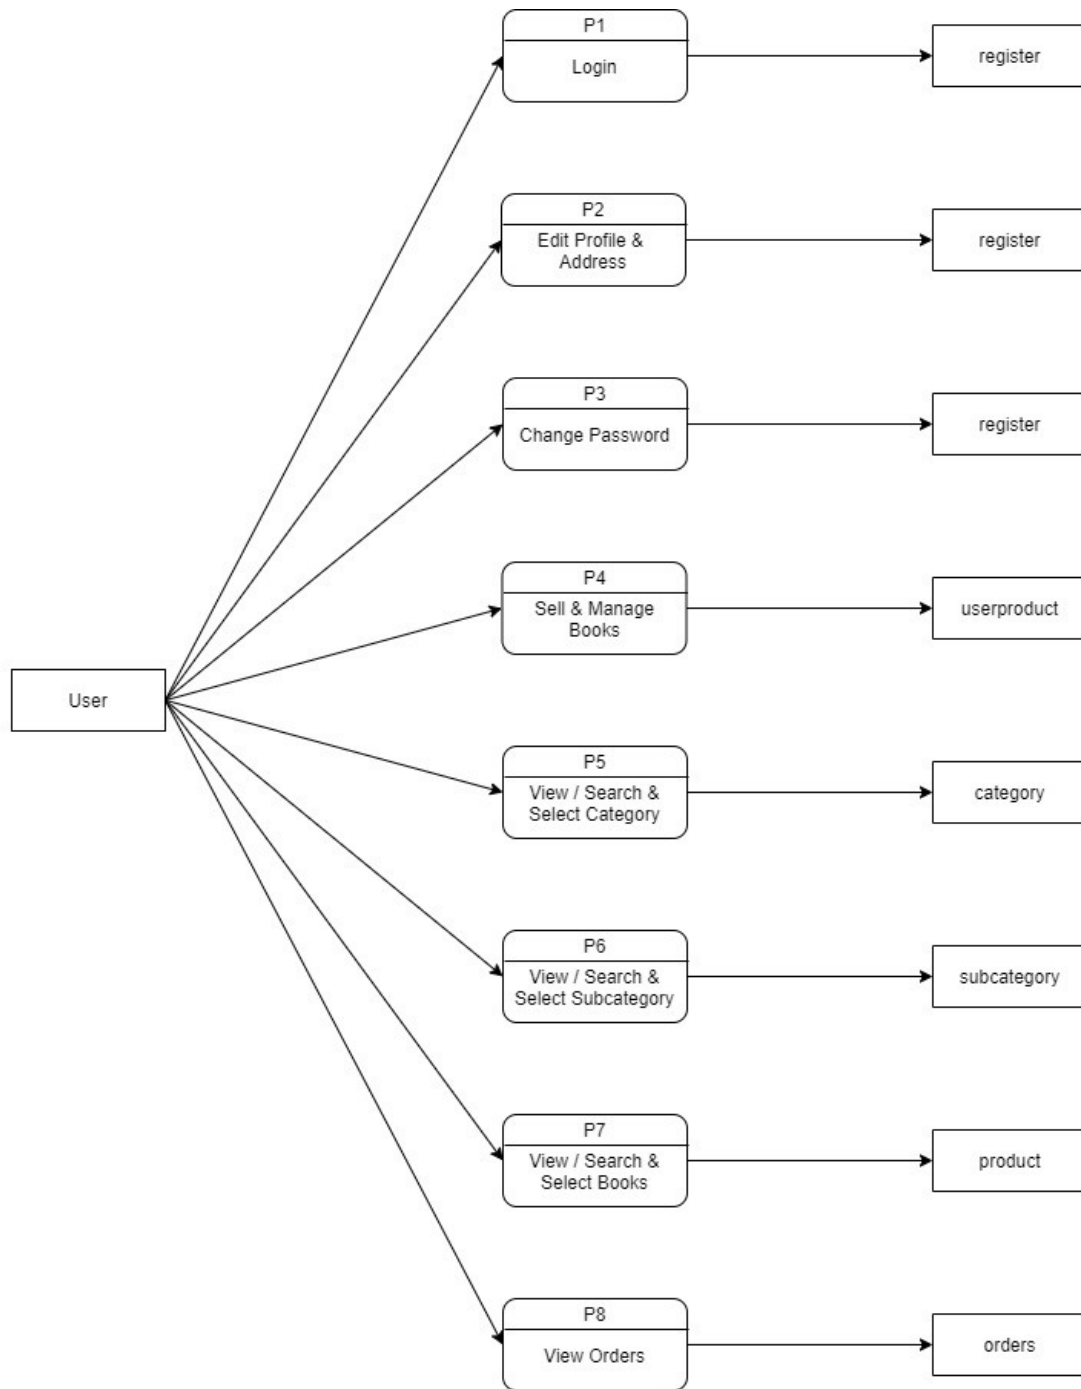 P1
Login
register
P2
Edit Profile &
Address
register
P3
Change Password
register
P4
Sell & Manage
Books
userproduct
User
P5
View / Search &
Select Category
category
P6
View / Search &
Select Subcategory
subcategory
P7
View / Search &
Select Books
product
P8
View Orders
orders